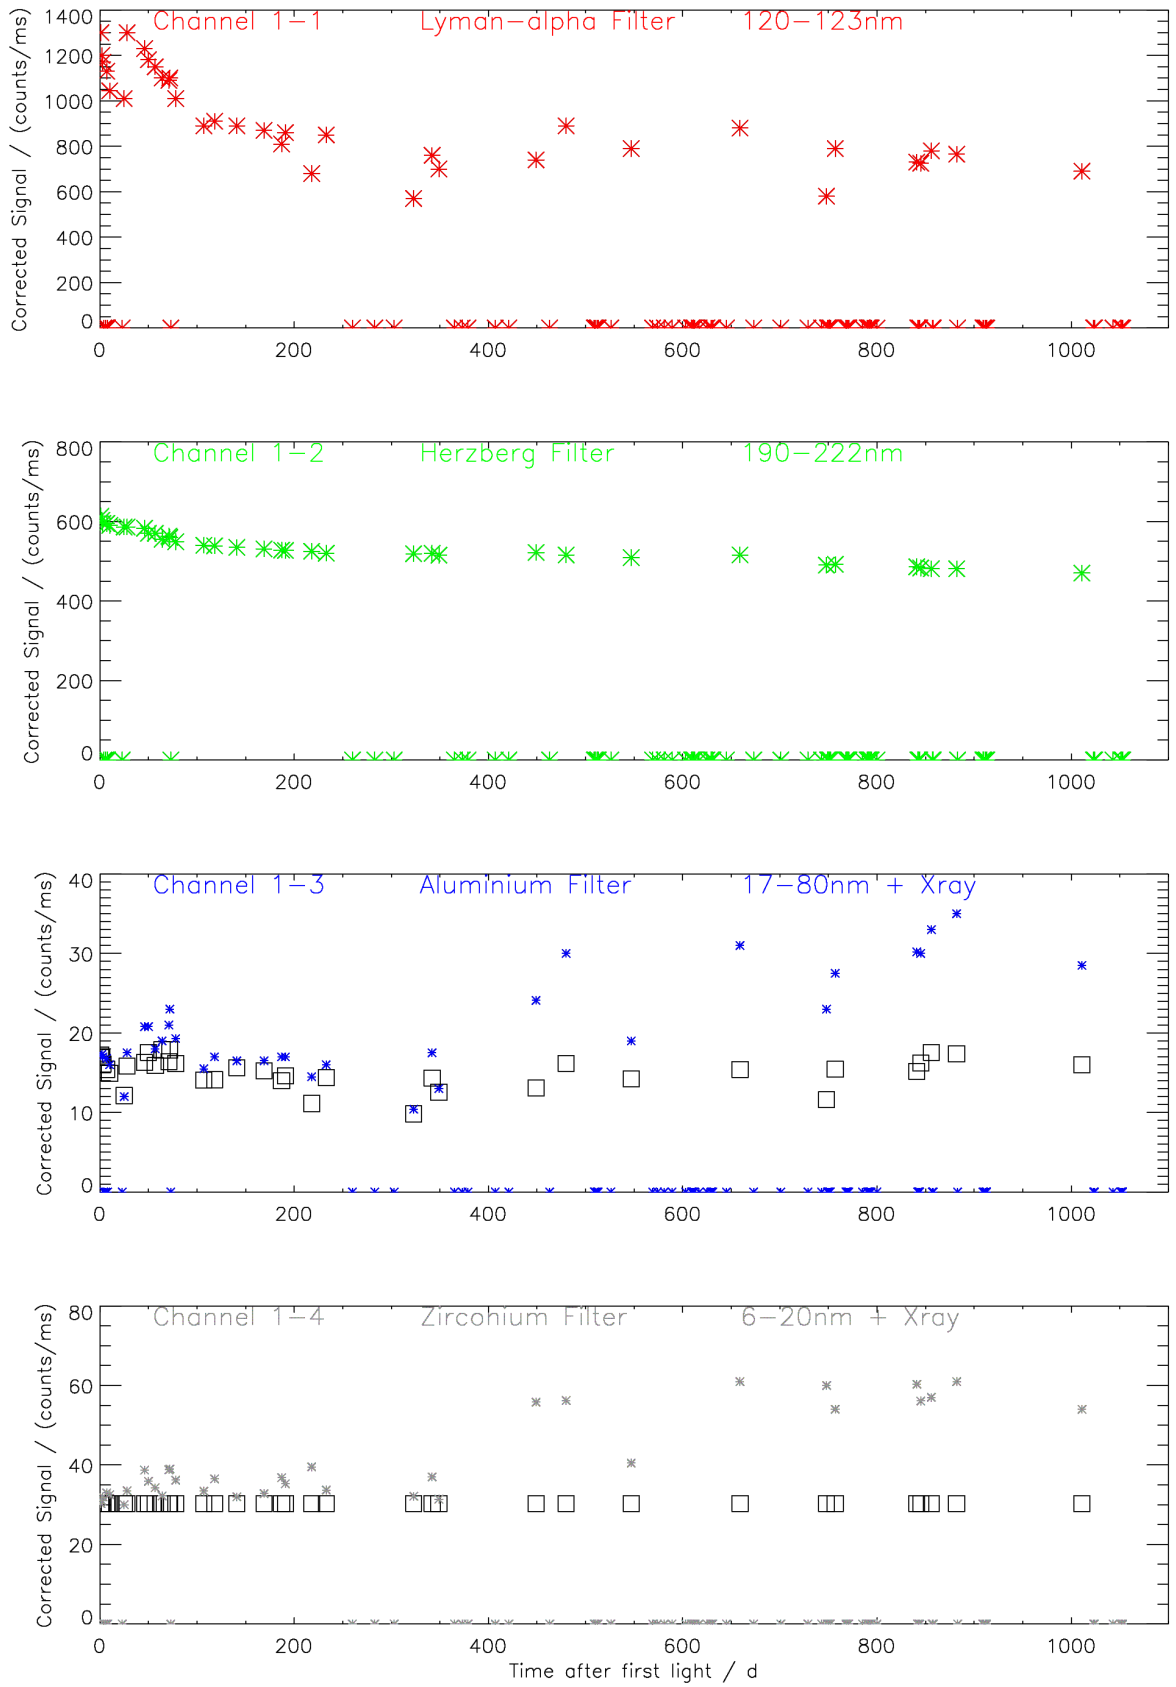 Channel 1-1 Lyman-alpha Filter 120-123nm
Corrected Signal / (counts/ms)
1400
1200
1000
800
600
400
200
0
0 200 400 600 800 1000
Channel 1-2 Herzberg Filter 190-222nm
Corrected Signal / (counts/ms)
800
600
400
200
0
0 200 400 600 800 1000
Channel 1-3 Aluminium Filter 17-80nm + Xray
Corrected Signal / (counts/ms)
40
30
20
10
0
0 200 400 600 800 1000
Channel 1-4 Zirconium Filter 6-20nm + Xray
Corrected Signal / (counts/ms)
80
60
40
20
0
0 200 400 600 800 1000
Time after first light / d